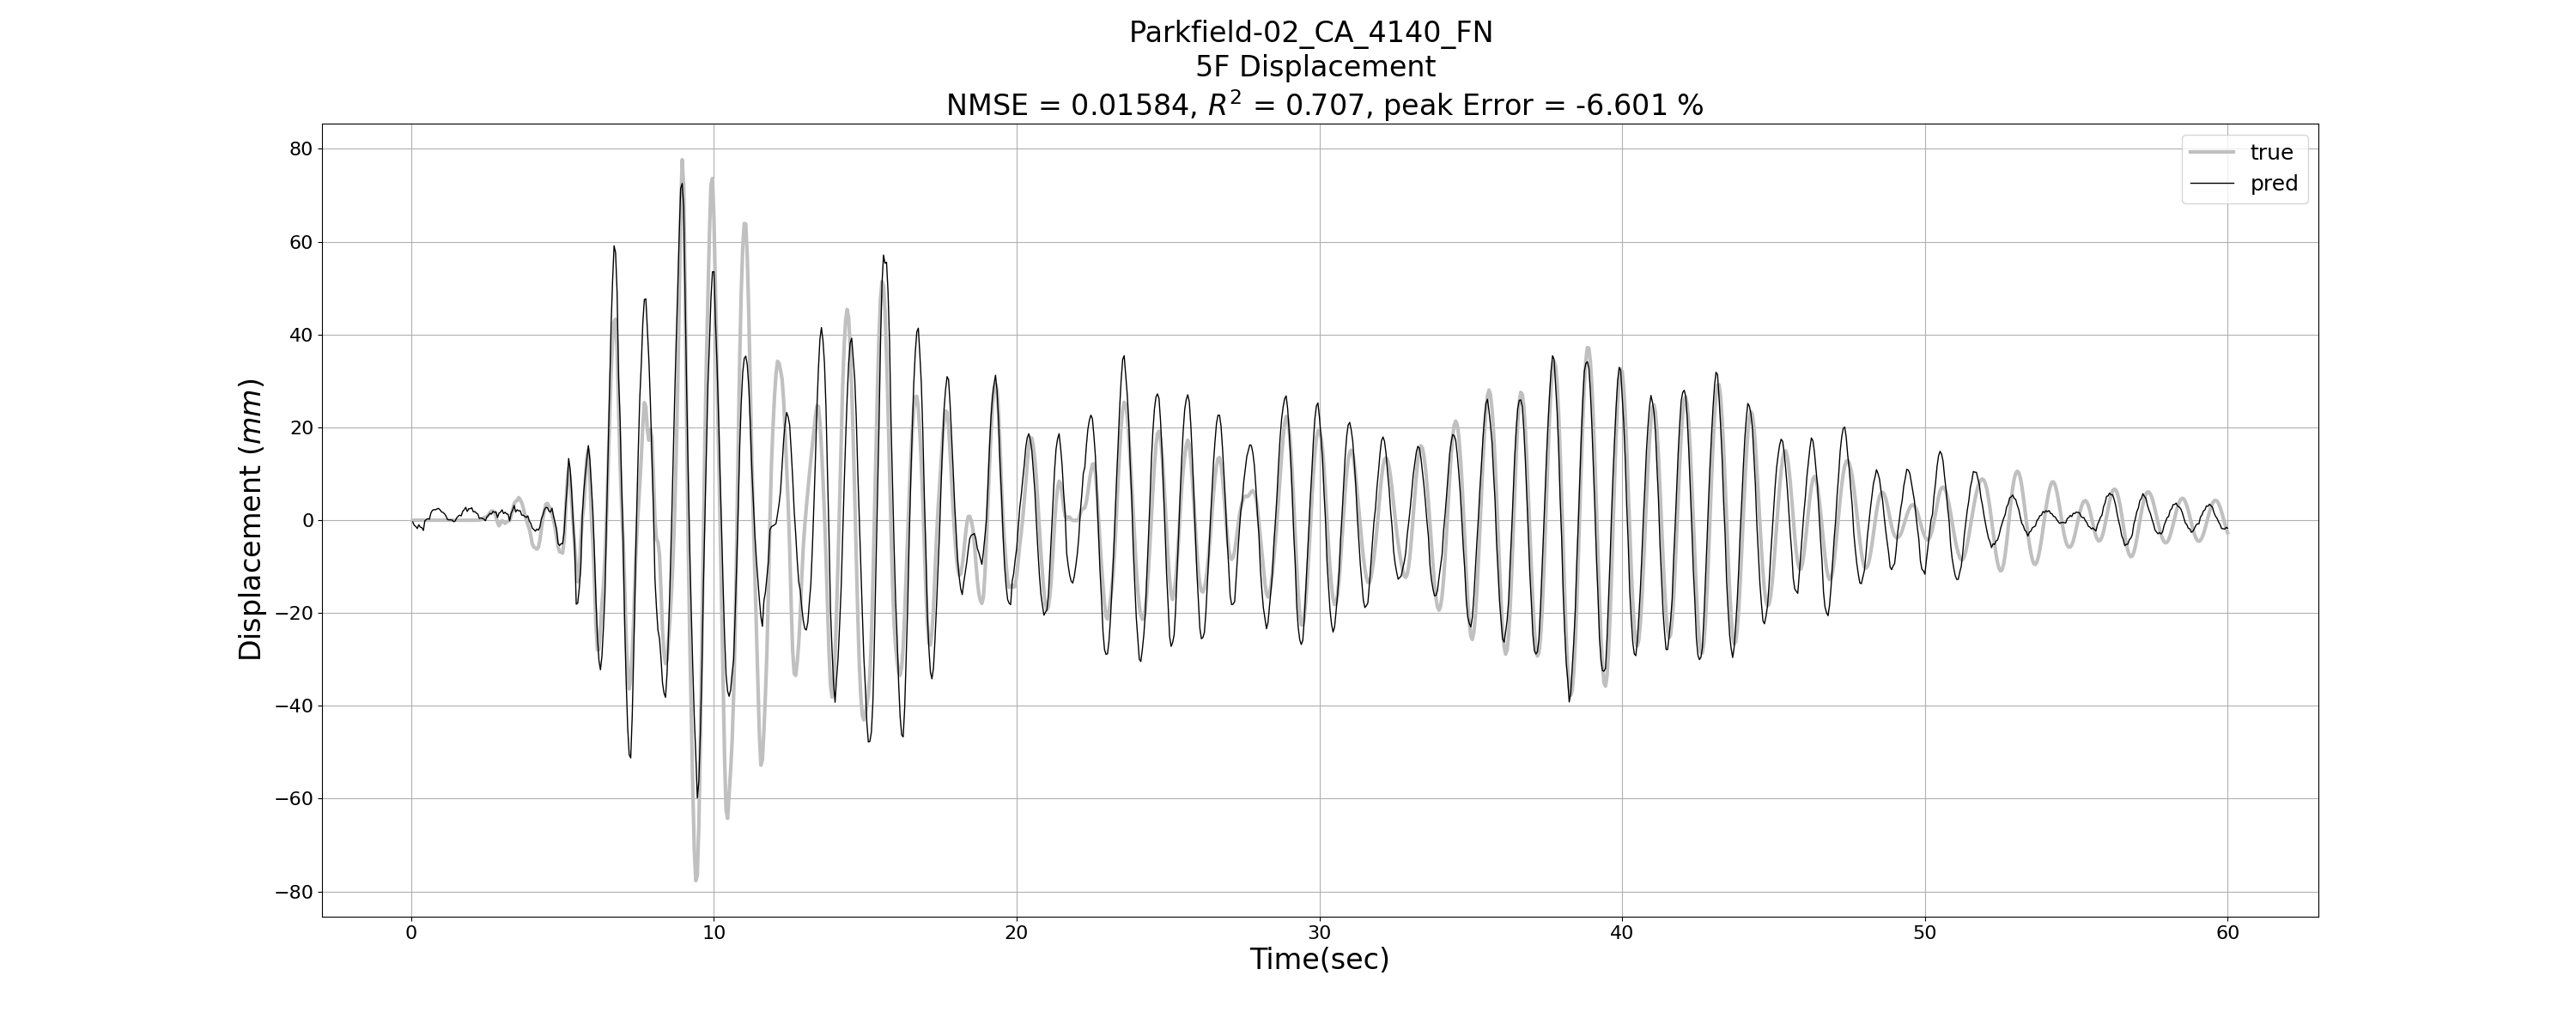 Parkfield-02_CA_4140_FN
5F Displacement
NMSE = 0.01584, R² = 0.707, peak Error = -6.601 %
true
pred
Displacement (mm)
80
60
40
20
0
−20
−40
−60
−80
0 10 20 30 40 50 60
Time(sec)